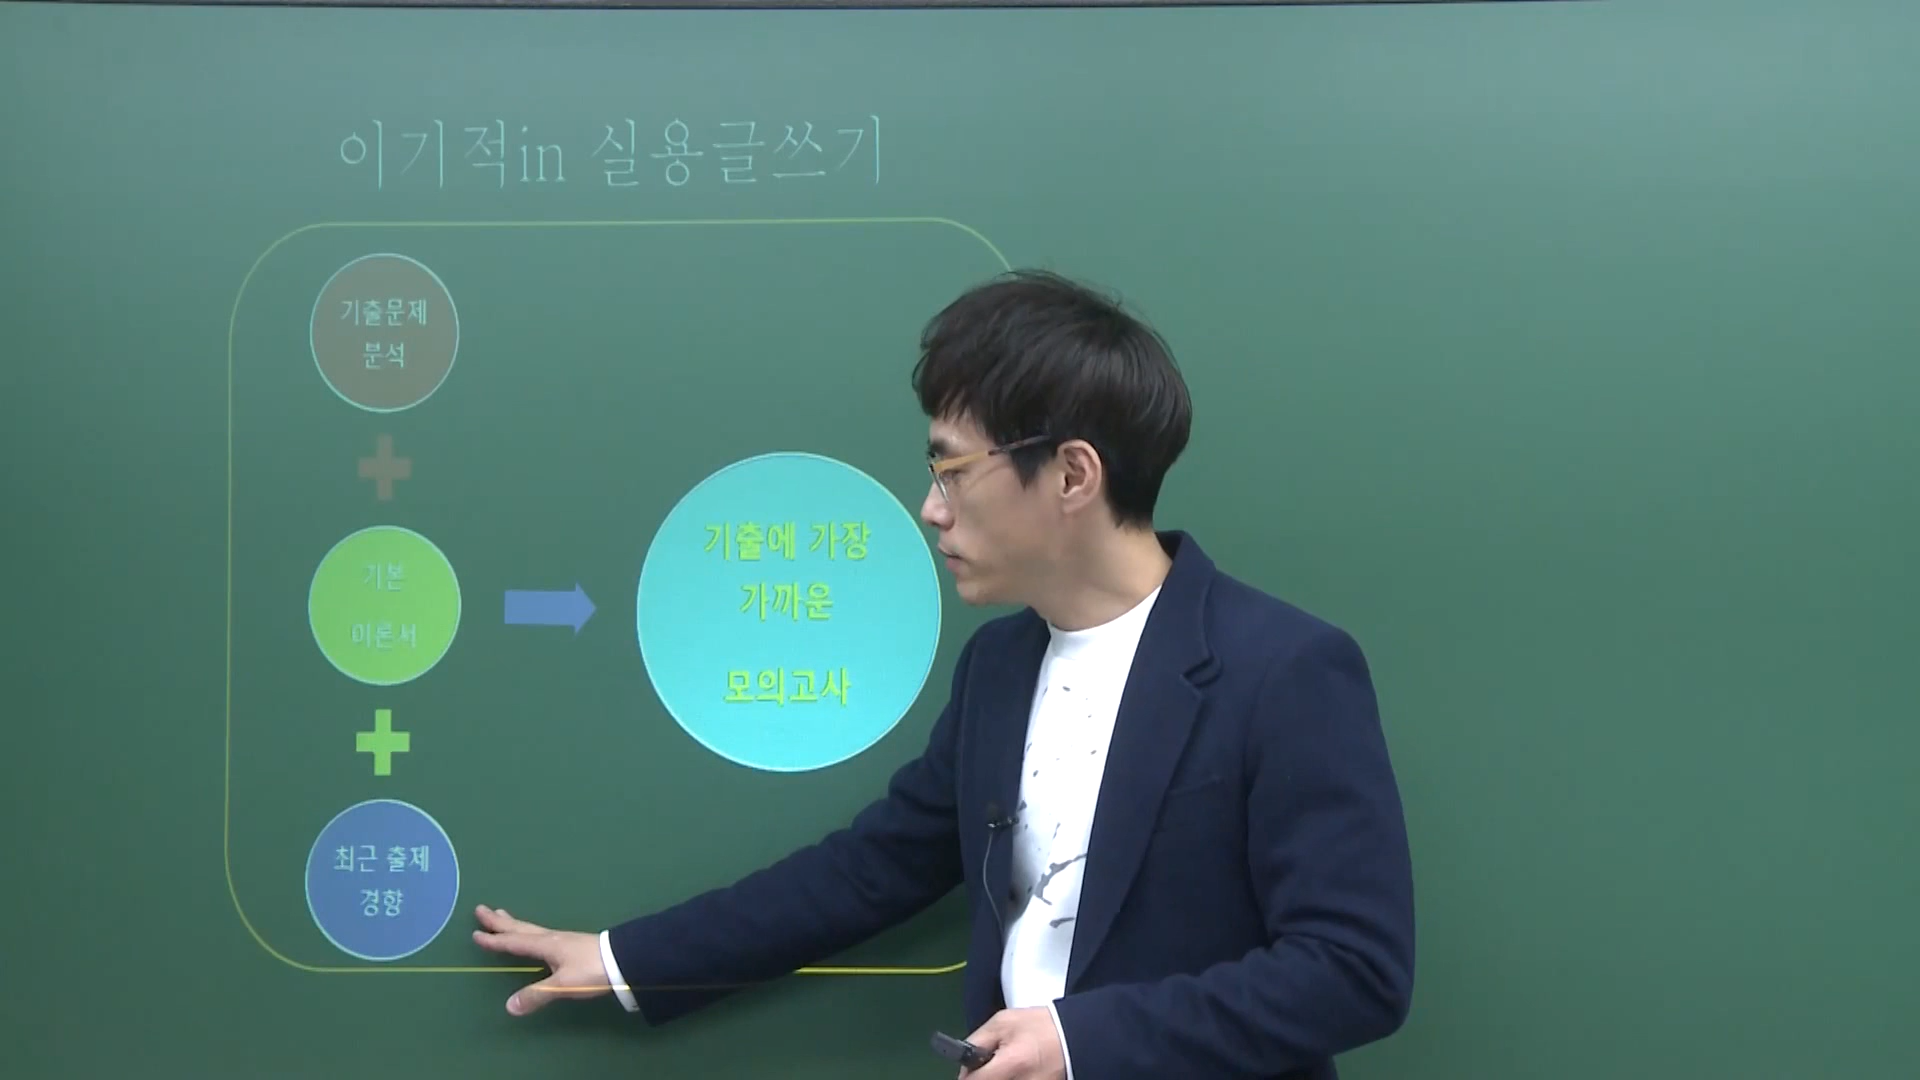 이기적in 실용글쓰기
기출문제
분석
기본
이론서
최근 출제
경향
기출에 가장
가까운
모의고사